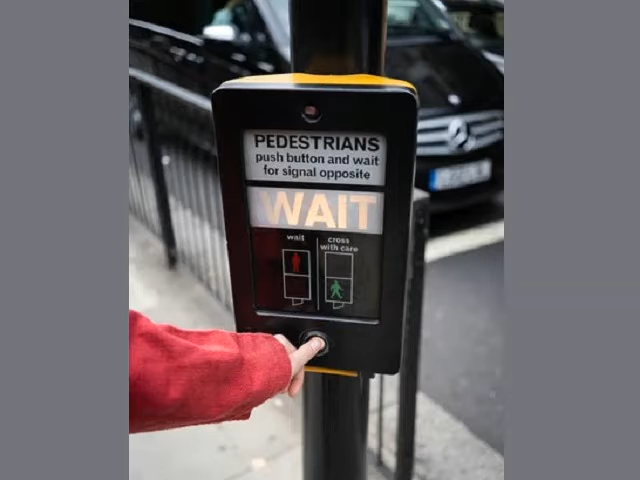 PEDESTRIANS
push button and wait
for signal opposite
WAIT
wait
cross
with care